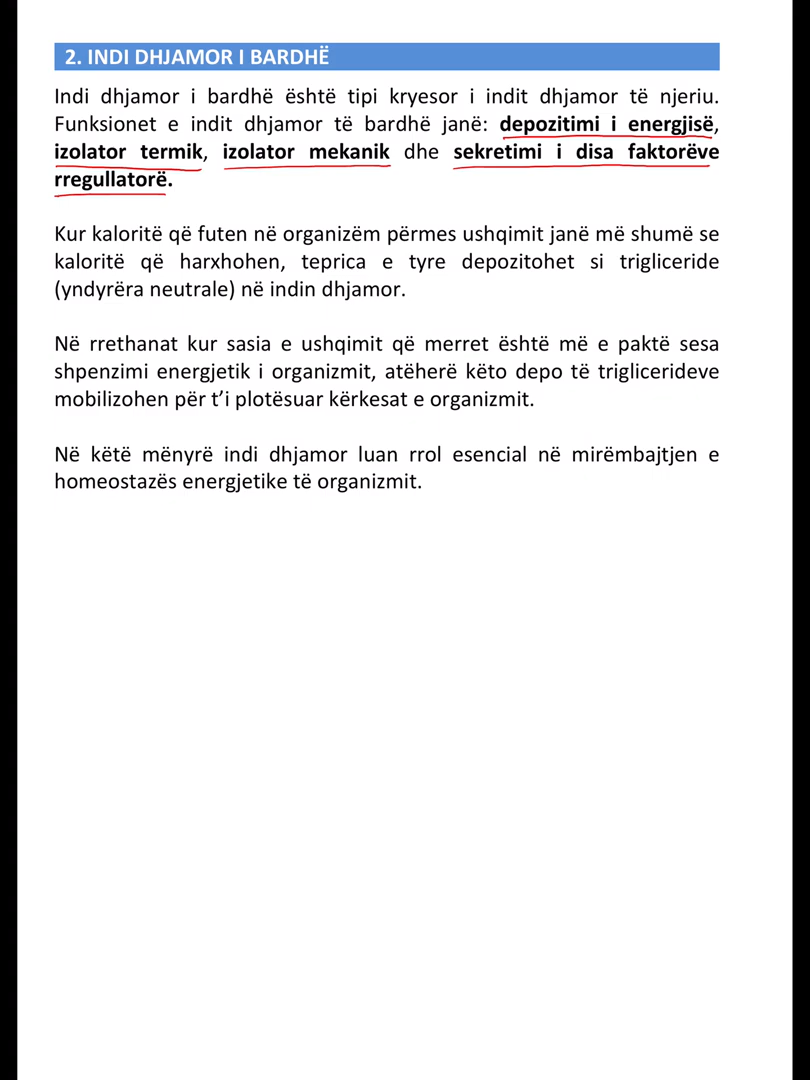 2. INDI DHJAMOR I BARDHË
Indi dhjamor i bardhë është tipi kryesor i indit dhjamor të njeriu.
Funksionet e indit dhjamor të bardhë janë: depozitimi i energjisë,
izolator termik, izolator mekanik dhe sekretimi i disa faktorëve
rregullatorë.
Kur kaloritë që futen në organizëm përmes ushqimit janë më shumë se
kaloritë që harxhohen, teprica e tyre depozitohet si trigliceride
(yndyrëra neutrale) në indin dhjamor.
Në rrethanat kur sasia e ushqimit që merret është më e paktë sesa
shpenzimi energjetik i organizmit, atëherë këto depo të triglicerideve
mobilizohen për t’i plotësuar kërkesat e organizmit.
Në këtë mënyrë indi dhjamor luan rrol esencial në mirëmbajtjen e
homeostazës energjetike të organizmit.